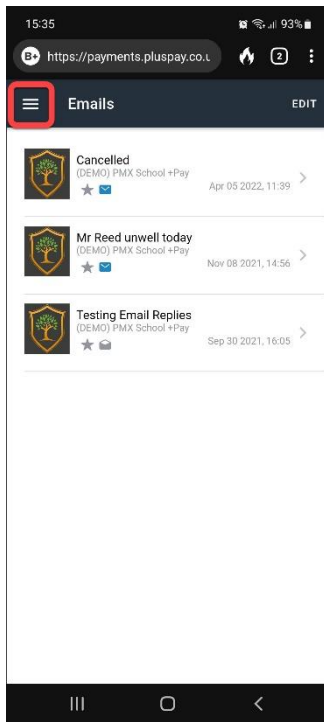 15:35
93%
B+ https://payments.pluspay.co.u
2
Emails
EDIT
Cancelled
(DEMO) PMX School +Pay
Apr 05 2022, 11:39
Mr Reed unwell today
(DEMO) PMX School +Pay
Nov 08 2021, 14:56
Testing Email Replies
(DEMO) PMX School +Pay
Sep 30 2021, 16:05